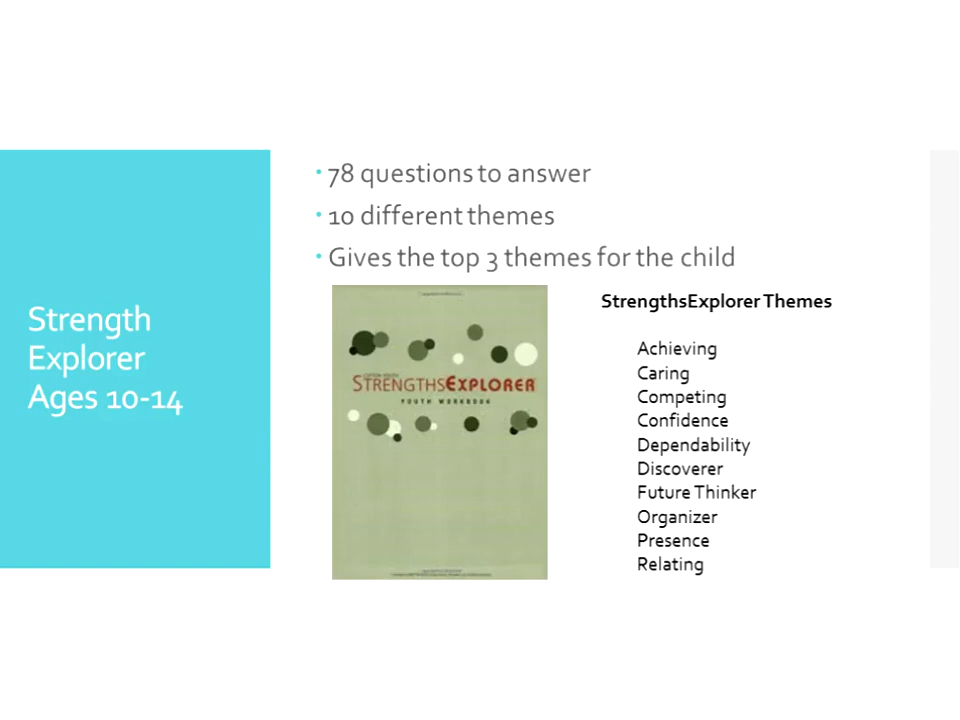 Strength
Explorer
Ages 10-14
78 questions to answer
10 different themes
Gives the top 3 themes for the child
STRENGTHSEXPLORER
YOUTH WORKBOOK
StrengthsExplorer Themes
Achieving
Caring
Competing
Confidence
Dependability
Discoverer
Future Thinker
Organizer
Presence
Relating